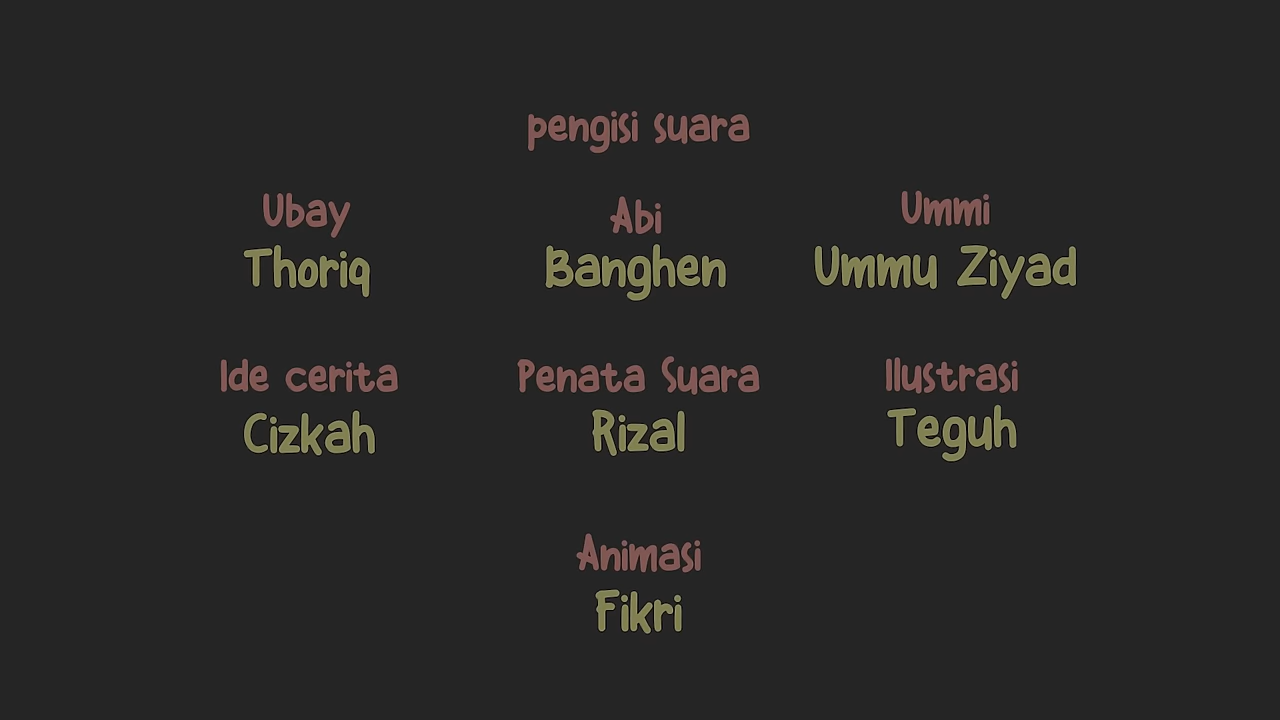 pengisi suara
Ubay
Thoriq
Abi
Banghen
Ummi
Ummu Ziyad
Ide cerita
Cizkah
Penata Suara
Rizal
Ilustrasi
Teguh
Animasi
Fikri